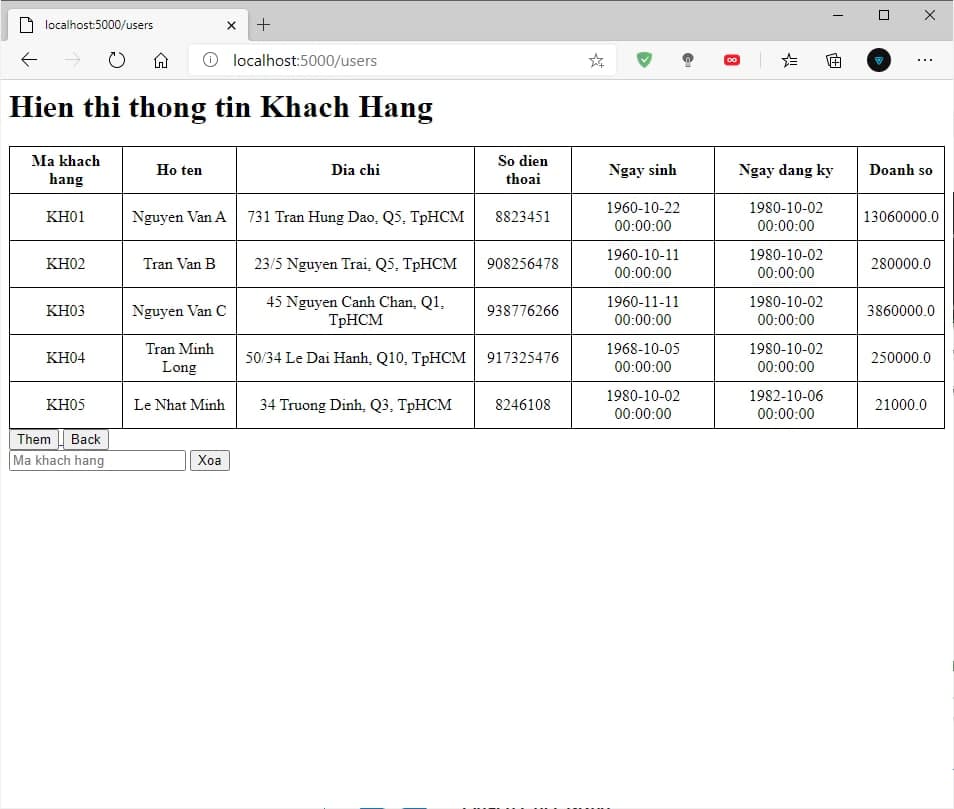 localhost:5000/users
localhost:5000/users
Hien thi thong tin Khach Hang
Ma khach
hang
Ho ten
Dia chi
So dien
thoai
Ngay sinh
Ngay dang ky
Doanh so
KH01
Nguyen Van A
731 Tran Hung Dao, Q5, TpHCM
8823451
1960-10-22
00:00:00
1980-10-02
00:00:00
13060000.0
KH02
Tran Van B
23/5 Nguyen Trai, Q5, TpHCM
908256478
1960-10-11
00:00:00
1980-10-02
00:00:00
280000.0
KH03
Nguyen Van C
45 Nguyen Canh Chan, Q1,
TpHCM
938776266
1960-11-11
00:00:00
1980-10-02
00:00:00
3860000.0
KH04
Tran Minh
Long
50/34 Le Dai Hanh, Q10, TpHCM
917325476
1968-10-05
00:00:00
1980-10-02
00:00:00
250000.0
KH05
Le Nhat Minh
34 Truong Dinh, Q3, TpHCM
8246108
1980-10-02
00:00:00
1982-10-06
00:00:00
21000.0
Them Back
Ma khach hang Xoa